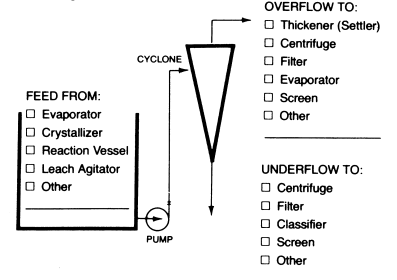 OVERFLOW TO:
☐ Thickener (Settler)
☐ Centrifuge
☐ Filter
☐ Evaporator
☐ Screen
☐ Other
CYCLONE
FEED FROM:
☐ Evaporator
☐ Crystallizer
☐ Reaction Vessel
☐ Leach Agitator
☐ Other
PUMP
UNDERFLOW TO:
☐ Centrifuge
☐ Filter
☐ Classifier
☐ Screen
☐ Other